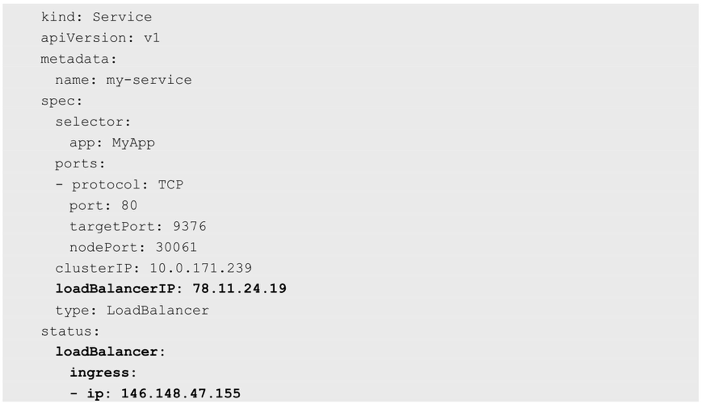 kind: Service
apiVersion: v1
metadata:
  name: my-service
spec:
  selector:
    app: MyApp
  ports:
  - protocol: TCP
    port: 80
    targetPort: 9376
    nodePort: 30061
  clusterIP: 10.0.171.239
  loadBalancerIP: 78.11.24.19
  type: LoadBalancer
status:
  loadBalancer:
    ingress:
    - ip: 146.148.47.155